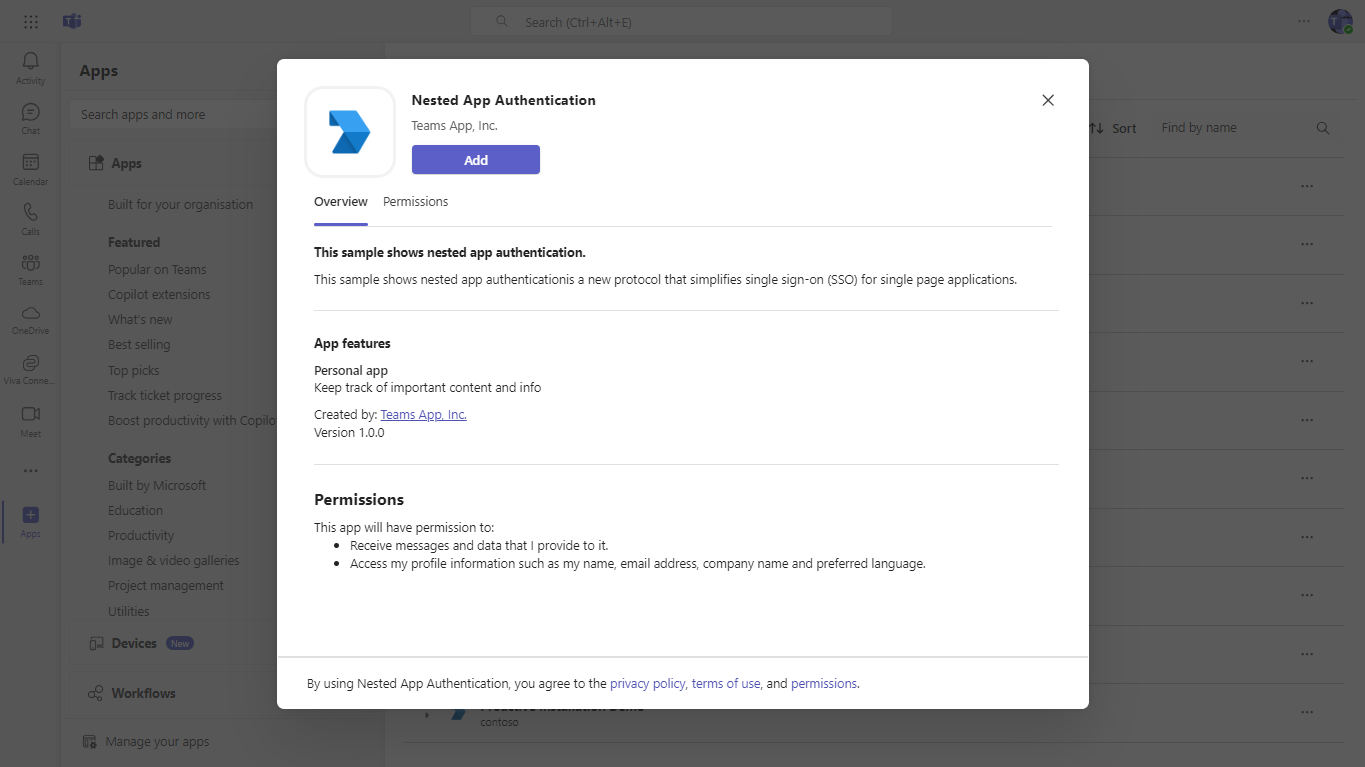 Search (Ctrl+Alt+E)
Activity
Chat
Calendar
Calls
Teams
OneDrive
Viva Conne...
Meet
Apps
Apps
Search apps and more
Apps
Built for your organisation
Featured
Popular on Teams
Copilot extensions
What's new
Best selling
Top picks
Track ticket progress
Boost productivity with Copilo
Categories
Built by Microsoft
Education
Productivity
Image & video galleries
Project management
Utilities
Devices New
Workflows
Manage your apps
Sort
Find by name
Nested App Authentication
Teams App, Inc.
Add
Overview Permissions
This sample shows nested app authentication.
This sample shows nested app authenticationis a new protocol that simplifies single sign-on (SSO) for single page applications.
App features
Personal app
Keep track of important content and info
Created by: Teams App, Inc.
Version 1.0.0
Permissions
This app will have permission to:
• Receive messages and data that I provide to it.
• Access my profile information such as my name, email address, company name and preferred language.
By using Nested App Authentication, you agree to the privacy policy, terms of use, and permissions.
Proactive Installation Demo
contoso